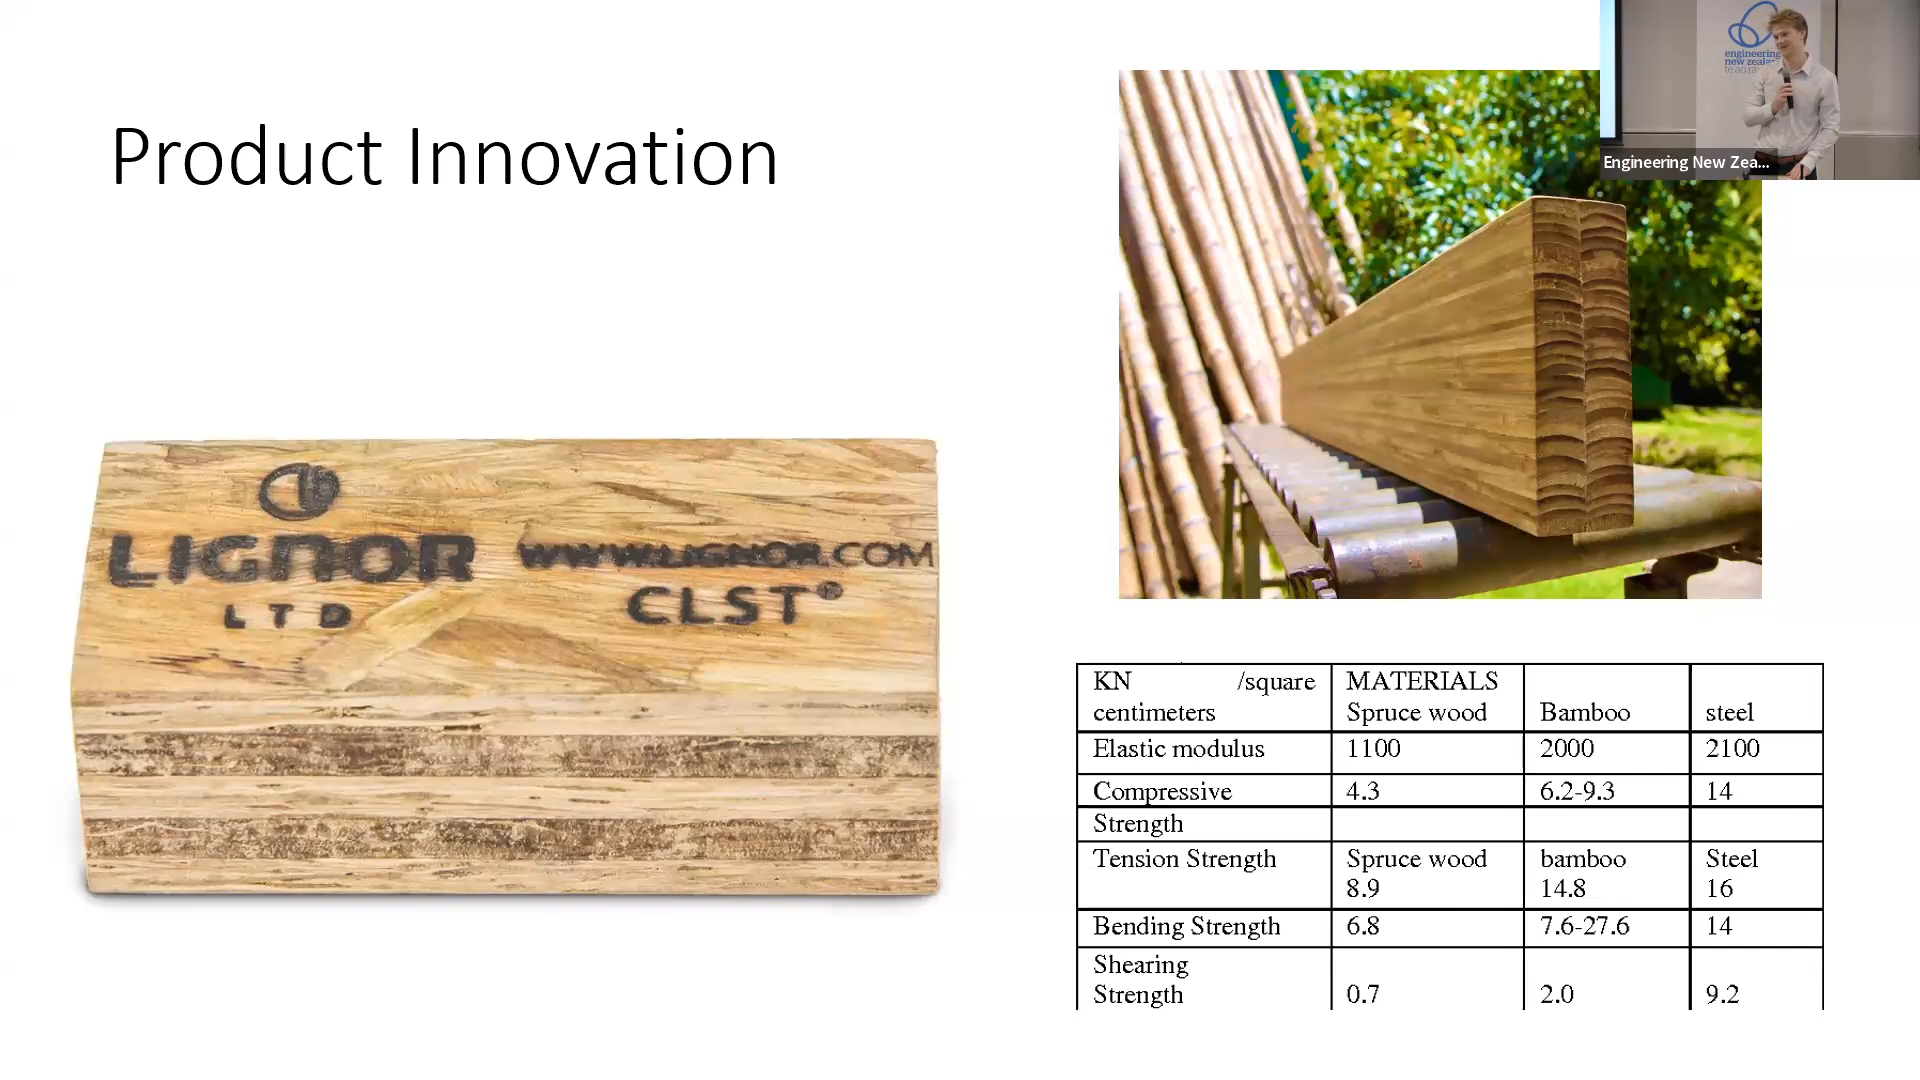 Product Innovation
engineering
Engineering New Zea...
LIGNOR
LTD
WWW.LIGNOR.COM
CLST®
KN /square centimeters MATERIALS Spruce wood Bamboo steel
Elastic modulus 1100 2000 2100
Compressive 4.3 6.2-9.3 14
Strength
Tension Strength Spruce wood 8.9 bamboo 14.8 Steel 16
Bending Strength 6.8 7.6-27.6 14
Shearing Strength 0.7 2.0 9.2